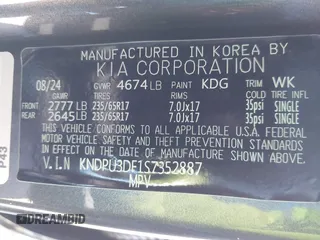 MANUFACTURED IN KOREA BY
KIA CORPORATION
08/24 GVWR 4674LB PAINT KDG TRIM WK
GAWR TIRES RIMS COLD INFL
FRONT 2777LB 235/65R17 7.0Jx17 35psi SINGLE
REAR 2645LB 235/65R17 7.0Jx17 35psi SINGLE
THIS VEHICLE CONFORMS TO ALL APPLICABLE U.S. FEDERAL
MOTOR VEHICLE SAFETY AND THEFT PREVENTION STANDARDS
IN EFFECT ON THE DATE OF MANUFACTURE SHOWN ABOVE.
V.I.N KNDPU3DF1S7352887
MPV
P43
DREAMBID